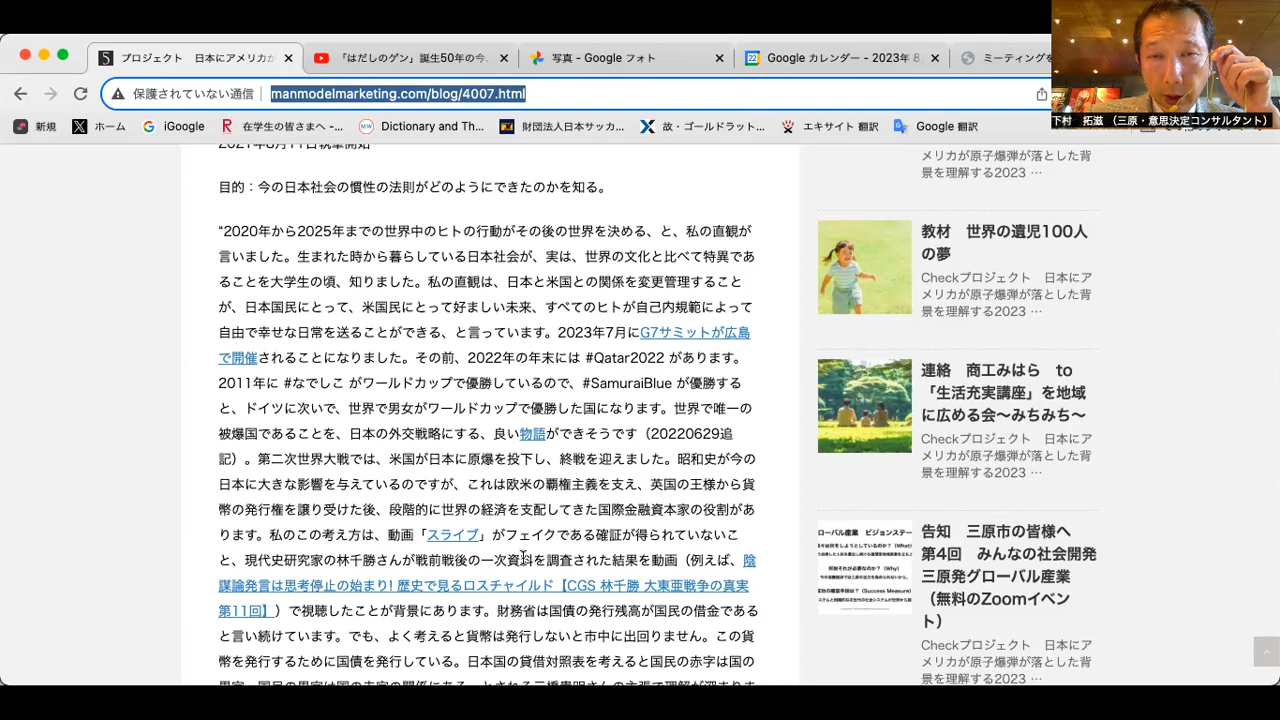 プロジェクト 日本にアメリカが
「はだしのゲン」誕生50年の今.
写真 - Google フォト
Google カレンダー - 2023年 8.
ミーティングを
保護されていない通信
manmodelmarketing.com/blog/4007.html
新規
ホーム
iGoogle
在学生の皆さまへ -...
Dictionary and Th...
財団法人日本サッカ...
故・ゴールドラット...
エキサイト 翻訳
Google 翻訳
下村 拓滋 (三原・意思決定コンサルタント)
2021年8月11日執筆開始
目的：今の日本社会の慣性の法則がどのようにできたのかを知る。
“2020年から2025年までの世界中のヒトの行動がその後の世界を決める、と、私の直観が
言いました。生まれた時から暮らしている日本社会が、実は、世界の文化と比べて特異であ
ることを大学生の頃、知りました。私の直観は、日本と米国との関係を変更管理すること
が、日本国民にとって、米国民にとって好ましい未来、すべてのヒトが自己内規範によって
自由で幸せな日常を送ることができる、と言っています。2023年7月にG7サミットが広島
で開催されることになりました。その前、2022年の年末には #Qatar2022 があります。
2011年に #なでしこ がワールドカップで優勝しているので、#SamuraiBlue が優勝する
と、ドイツに次いで、世界で男女がワールドカップで優勝した国になります。世界で唯一の
被爆国であることを、日本の外交戦略にする、良い物語ができそうです（20220629追
記）。第二次世界大戦では、米国が日本に原爆を投下し、終戦を迎えました。昭和史が今の
日本に大きな影響を与えているのですが、これは欧米の覇権主義を支え、英国の王様から貨
幣の発行権を譲り受けた後、段階的に世界の経済を支配してきた国際金融資本家の役割があ
ります。私のこの考え方は、動画「スライブ」がフェイクである確証が得られていないこ
と、現代史研究家の林千勝さんが戦前戦後の一次資料を調査された結果を動画（例えば、陰
謀論発言は思考停止の始まり! 歴史で見るロスチャイルド【CGS 林千勝 大東亜戦争の真実
第11回】）で視聴したことが背景にあります。財務省は国債の発行残高が国民の借金である
と言い続けています。でも、よく考えると貨幣は発行しないと市中に出回りません。この貨
幣を発行するために国債を発行している。日本国の貸借対照表を考えると国民の赤字は国の
黒字、国民の黒字は国の赤字の関係にある、とされる三橋貴明さんの主張で理解が深まりま
メリカが原子爆弾が落とした背
景を理解する2023 …
教材 世界の遺児100人
の夢
Checkプロジェクト 日本にア
メリカが原子爆弾が落とした背
景を理解する2023 …
連絡 商工みはら to
「生活充実講座」を地域
に広める会〜みちみち〜
Checkプロジェクト 日本にア
メリカが原子爆弾が落とした背
景を理解する2023 …
告知 三原市の皆様へ
第4回 みんなの社会開発
三原発グローバル産業
（無料のZoomイベン
ト）
Checkプロジェクト 日本にア
メリカが原子爆弾が落とした背
景を理解する2023 …
ローバル産業 ビジョンステー
何故それが必要なのか？（Why）